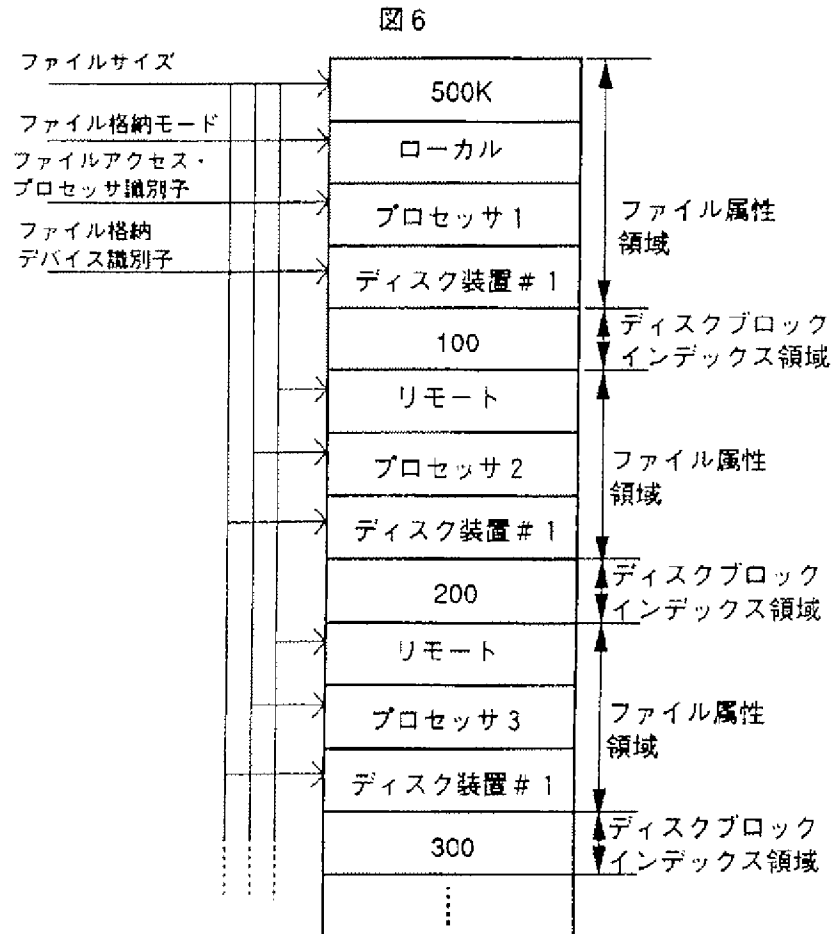 図6
ファイルサイズ
ファイル格納モード
ファイルアクセス・
プロセッサ識別子
ファイル格納
デバイス識別子
500K
ローカル
プロセッサ1
ディスク装置#1
ファイル属性
領域
100
ディスクブロック
インデックス領域
リモート
プロセッサ2
ディスク装置#1
ファイル属性
領域
200
ディスクブロック
インデックス領域
リモート
プロセッサ3
ディスク装置#1
ファイル属性
領域
300
ディスクブロック
インデックス領域